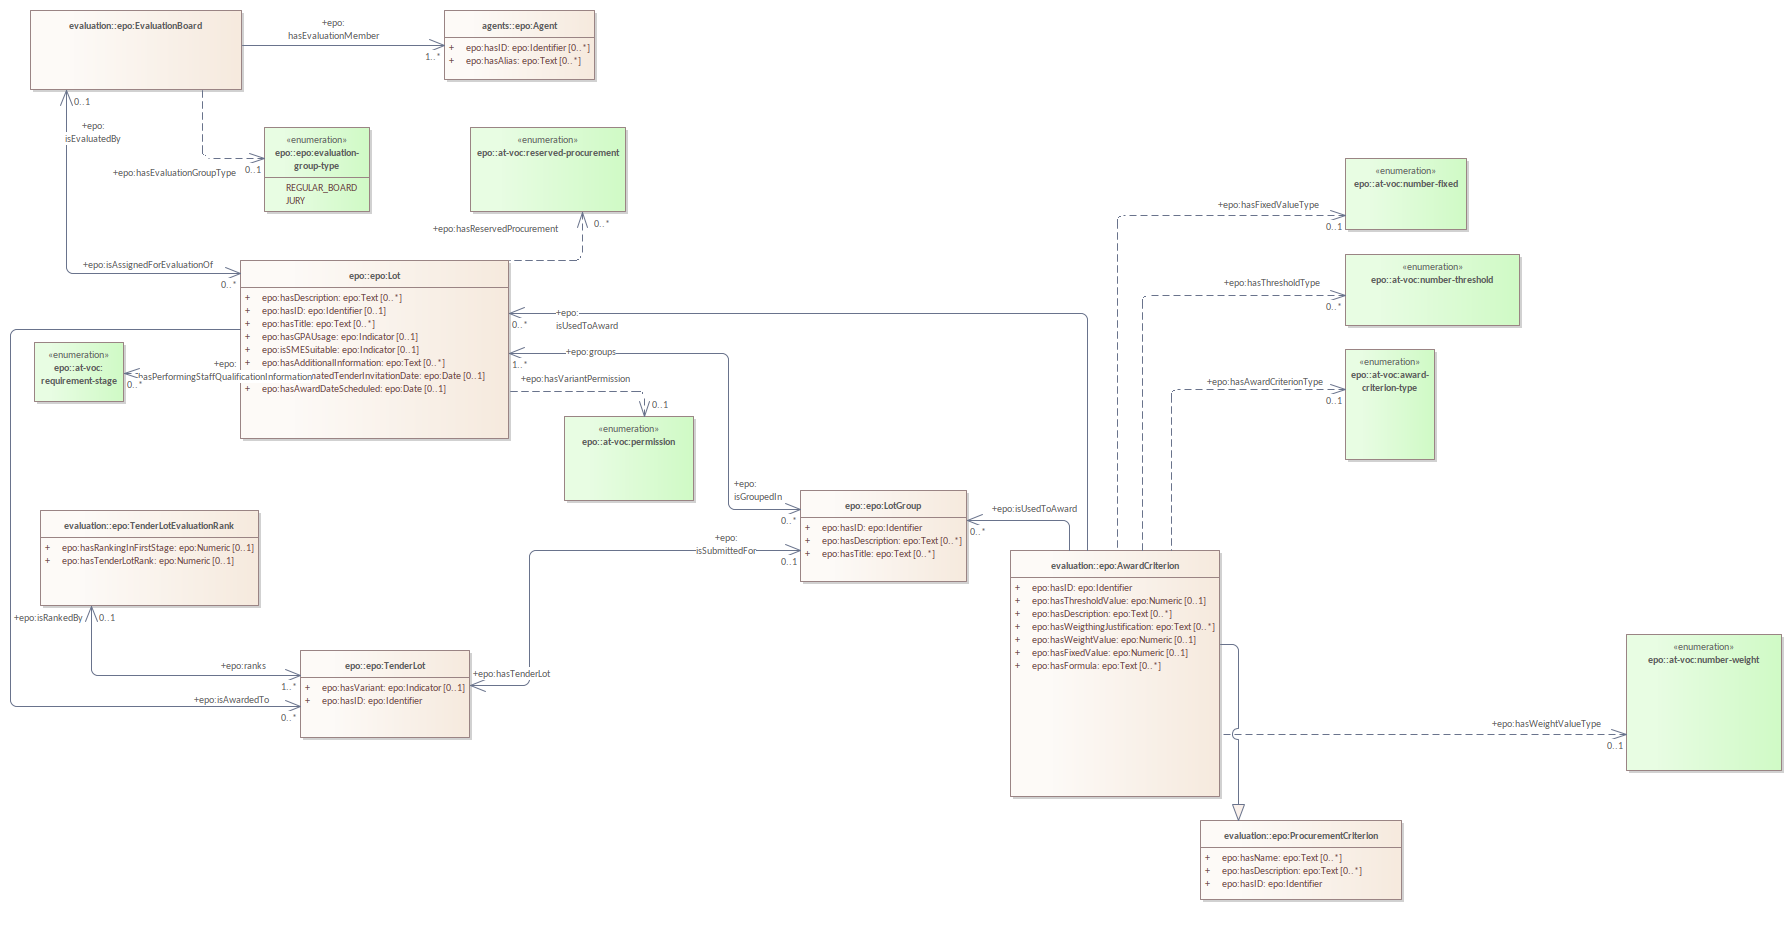 evaluation::epo:EvaluationBoard
+epo:
hasEvaluationMember
1..*
agents::epo:Agent
+ epo:hasID: epo:Identifier [0..*]
+ epo:hasAlias: epo:Text [0..*]
0..1
+epo:
isEvaluatedBy
+epo:hasEvaluationGroupType
0..1
«enumeration»
epo::epo:evaluation-
group-type
REGULAR_BOARD
JURY
«enumeration»
epo::at-voc:reserved-procurement
+epo:hasReservedProcurement
0..*
+epo:isAssignedForEvaluationOf
0..*
epo::epo:Lot
+ epo:hasDescription: epo:Text [0..*]
+ epo:hasID: epo:Identifier [0..1]
+ epo:hasTitle: epo:Text [0..*]
+ epo:hasGPAUsage: epo:Indicator [0..1]
+ epo:isSMESuitable: epo:Indicator [0..1]
+ epo:hasAdditionalInformation: epo:Text [0..*]
natedTenderInvitationDate: epo:Date [0..1]
+ epo:hasAwardDateScheduled: epo:Date [0..1]
«enumeration»
epo::at-voc:
requirement-stage
+epo:
hasPerformingStaffQualificationInformation
0..*
+epo:
isUsedToAward
0..*
+epo:groups
1..*
+epo:hasVariantPermission
0..1
«enumeration»
epo::at-voc:permission
+epo:hasFixedValueType
0..1
«enumeration»
epo::at-voc:number-fixed
+epo:hasThresholdType
0..*
«enumeration»
epo::at-voc:number-threshold
+epo:hasAwardCriterionType
0..1
«enumeration»
epo::at-voc:award-
criterion-type
+epo:
isGroupedIn
0..*
epo::epo:LotGroup
+ epo:hasID: epo:Identifier
+ epo:hasDescription: epo:Text [0..*]
+ epo:hasTitle: epo:Text [0..*]
+epo:isUsedToAward
0..*
+epo:
isSubmittedFor
0..1
evaluation::epo:TenderLotEvaluationRank
+ epo:hasRankingInFirstStage: epo:Numeric [0..1]
+ epo:hasTenderLotRank: epo:Numeric [0..1]
+epo:isRankedBy
0..1
+epo:ranks
1..*
+epo:isAwardedTo
0..*
epo::epo:TenderLot
+ epo:hasVariant: epo:Indicator [0..1]
+ epo:hasID: epo:Identifier
+epo:hasTenderLot
evaluation::epo:AwardCriterion
+ epo:hasID: epo:Identifier
+ epo:hasThresholdValue: epo:Numeric [0..1]
+ epo:hasDescription: epo:Text [0..*]
+ epo:hasWeigthingJustification: epo:Text [0..*]
+ epo:hasWeightValue: epo:Numeric [0..1]
+ epo:hasFixedValue: epo:Numeric [0..1]
+ epo:hasFormula: epo:Text [0..*]
+epo:hasWeightValueType
0..1
«enumeration»
epo::at-voc:number-weight
evaluation::epo:ProcurementCriterion
+ epo:hasName: epo:Text [0..*]
+ epo:hasDescription: epo:Text [0..*]
+ epo:hasID: epo:Identifier